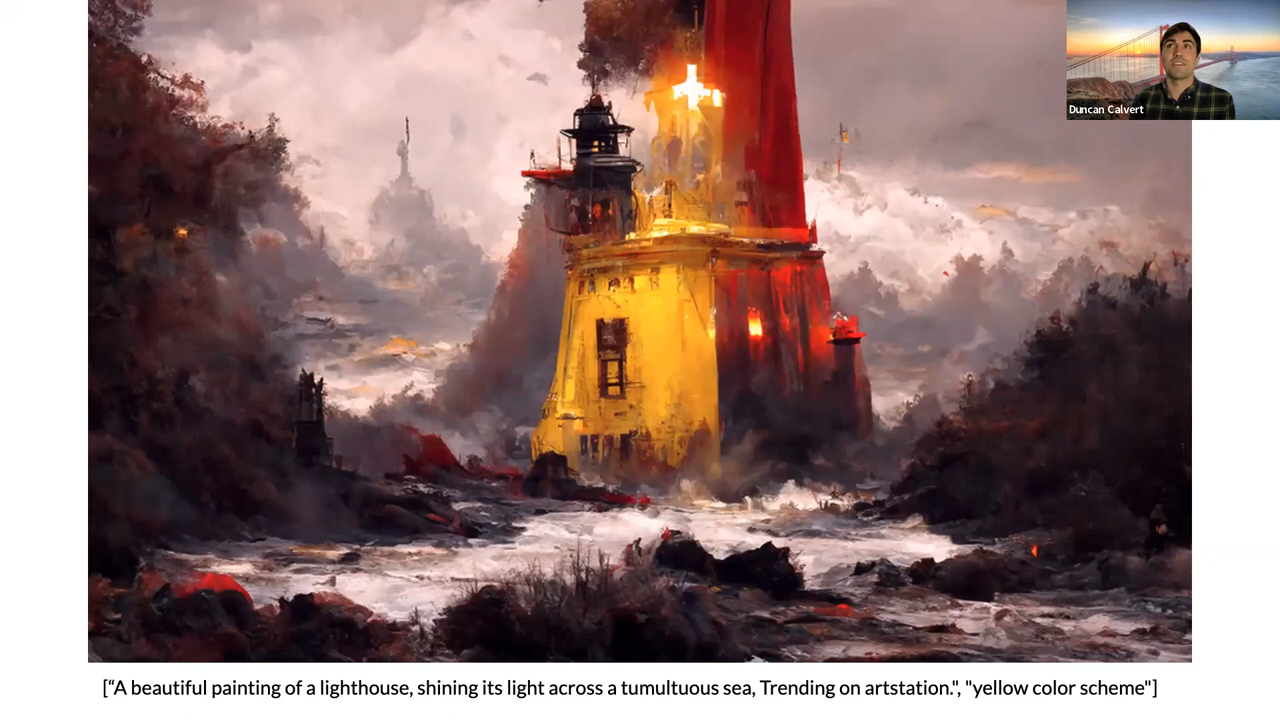 Duncan Calvert
["A beautiful painting of a lighthouse, shining its light across a tumultuous sea, Trending on artstation.", "yellow color scheme"]